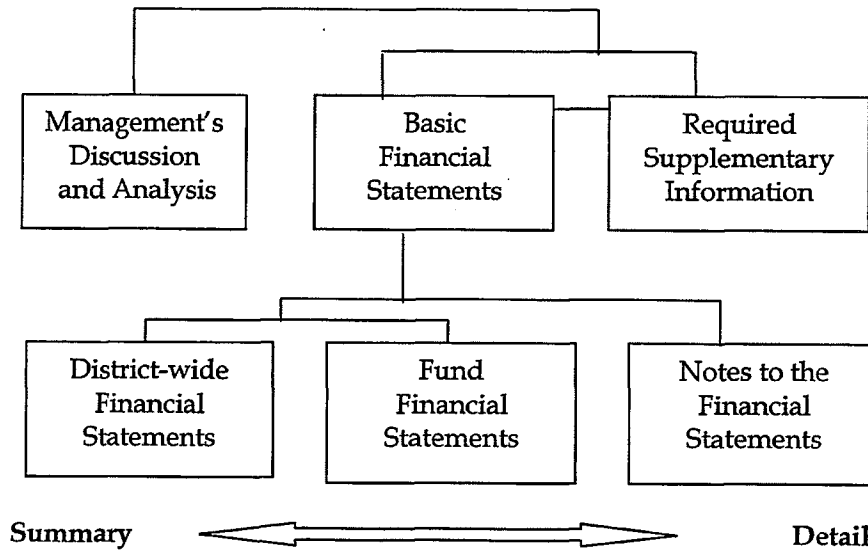 Management's
Discussion
and Analysis
Basic
Financial
Statements
Required
Supplementary
Information
District-wide
Financial
Statements
Fund
Financial
Statements
Notes to the
Financial
Statements
Summary
Detail